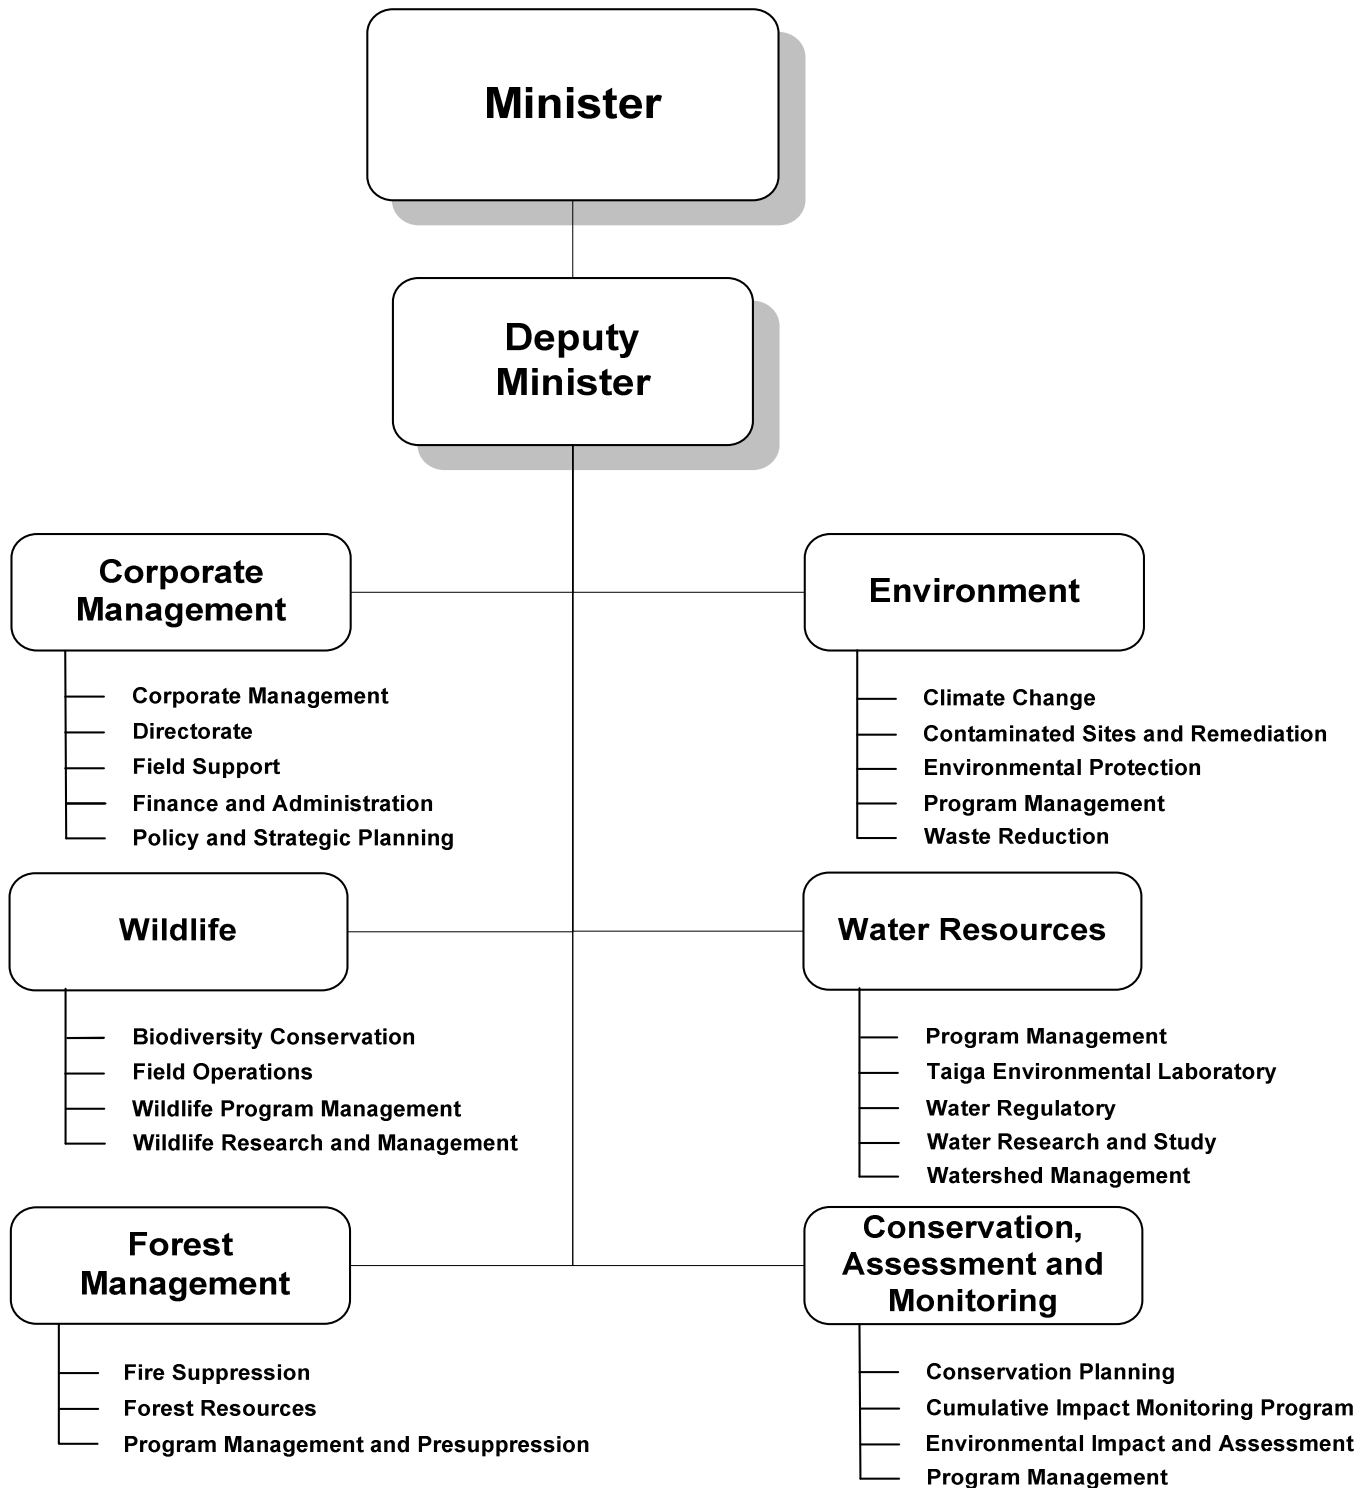 Minister
Deputy
Minister
Corporate
Management
Corporate Management
Directorate
Field Support
Finance and Administration
Policy and Strategic Planning
Environment
Climate Change
Contaminated Sites and Remediation
Environmental Protection
Program Management
Waste Reduction
Wildlife
Biodiversity Conservation
Field Operations
Wildlife Program Management
Wildlife Research and Management
Water Resources
Program Management
Taiga Environmental Laboratory
Water Regulatory
Water Research and Study
Watershed Management
Forest
Management
Fire Suppression
Forest Resources
Program Management and Presuppression
Conservation,
Assessment and
Monitoring
Conservation Planning
Cumulative Impact Monitoring Program
Environmental Impact and Assessment
Program Management